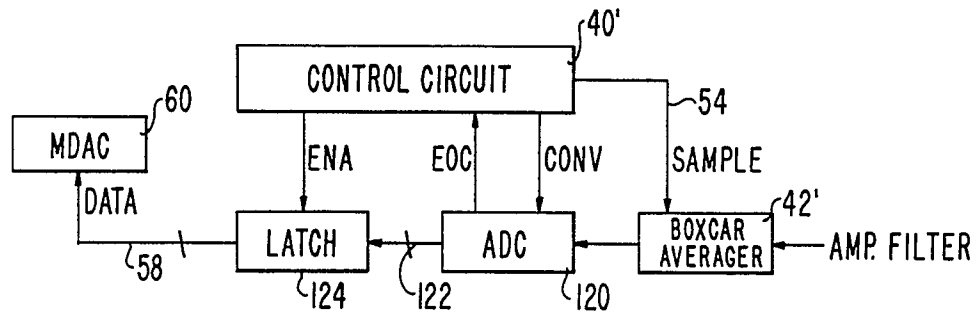 40'
CONTROL CIRCUIT
60
MDAC
54
ENA
EOC
CONV
SAMPLE
DATA
42'
LATCH
ADC
BOXCAR
AVERAGER
AMP. FILTER
58
124
122
120